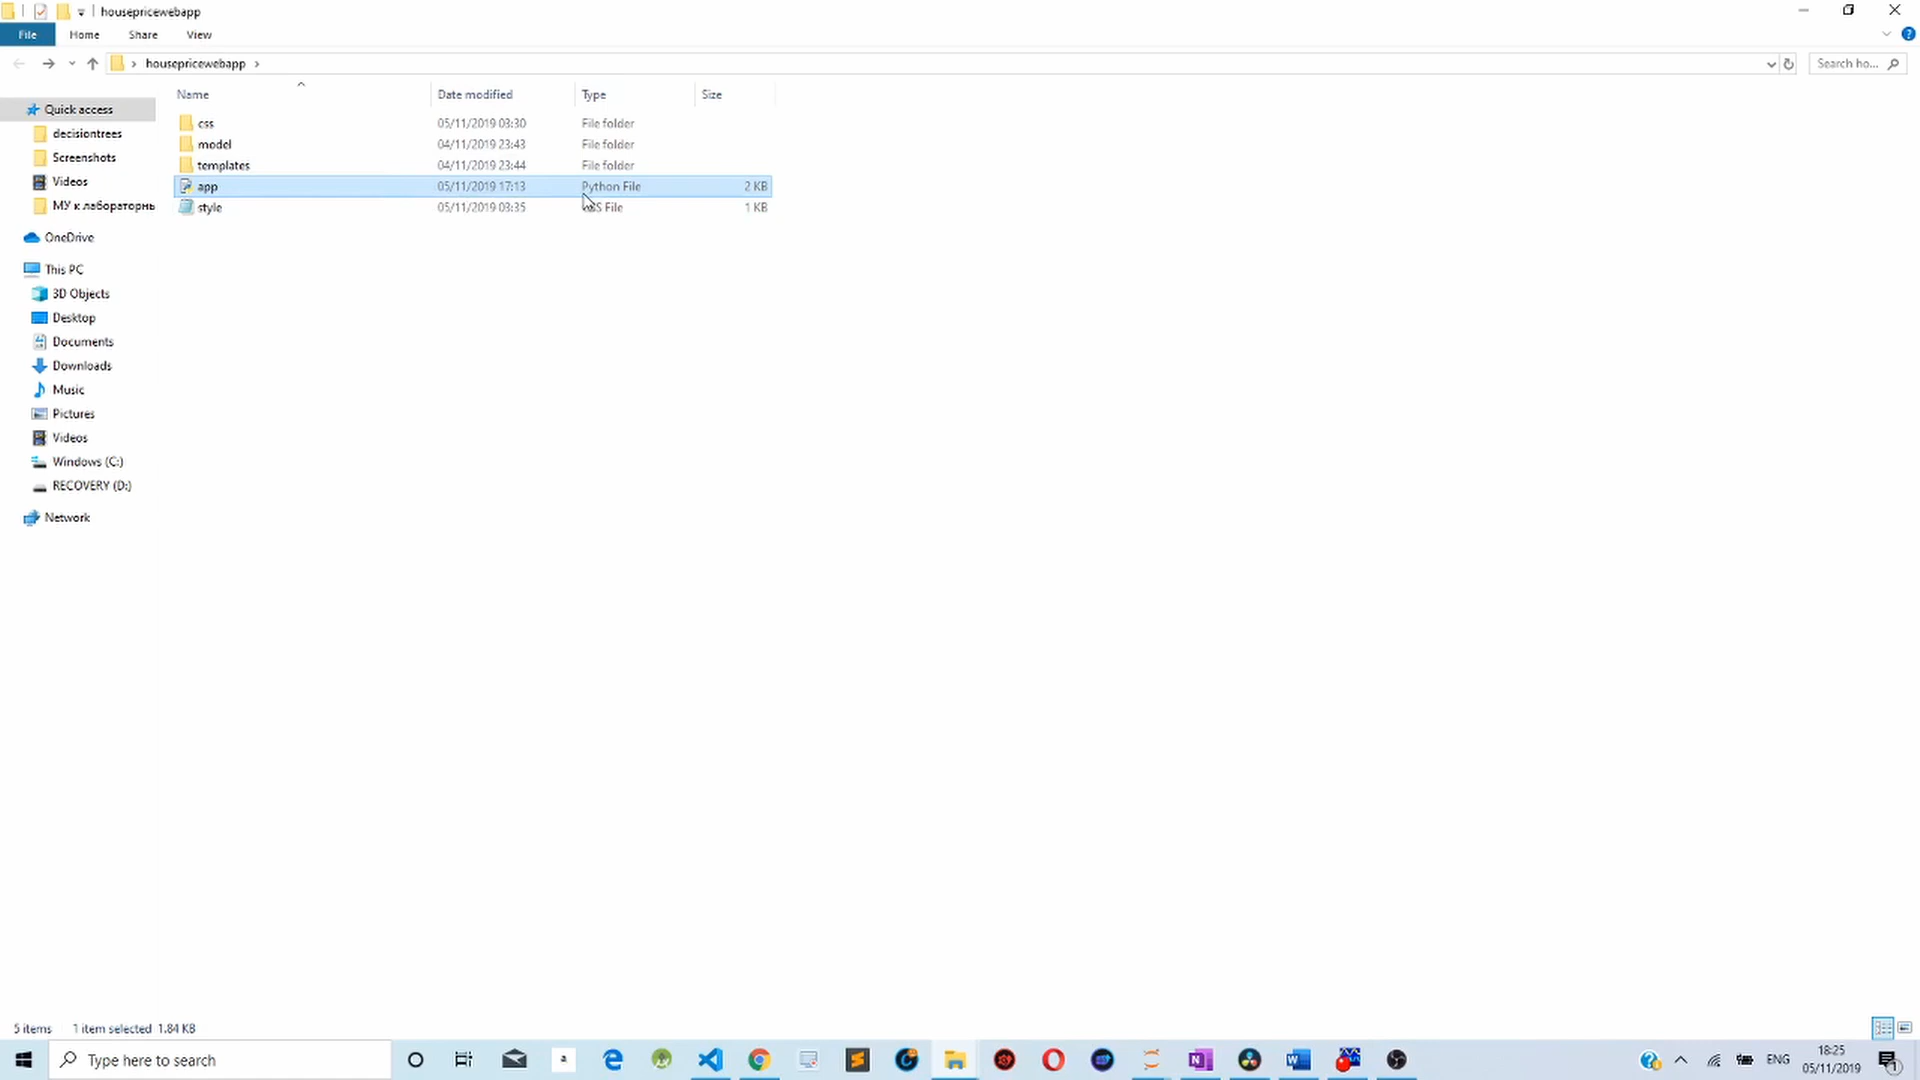 housepricewebapp
File Home Share View
housepricewebapp Search ho...
Name Date modified Type Size
Quick access
decisiontrees
Screenshots
Videos
МУ к лабораторнь
OneDrive
This PC
3D Objects
Desktop
Documents
Downloads
Music
Pictures
Videos
Windows (C:)
RECOVERY (D:)
Network
css 05/11/2019 03:30 File folder
model 04/11/2019 23:43 File folder
templates 04/11/2019 23:44 File folder
app 05/11/2019 17:13 Python File 2 KB
style 05/11/2019 03:35 File 1 KB
5 items 1 item selected 1.84 KB
Type here to search
ENG 18:25
05/11/2019